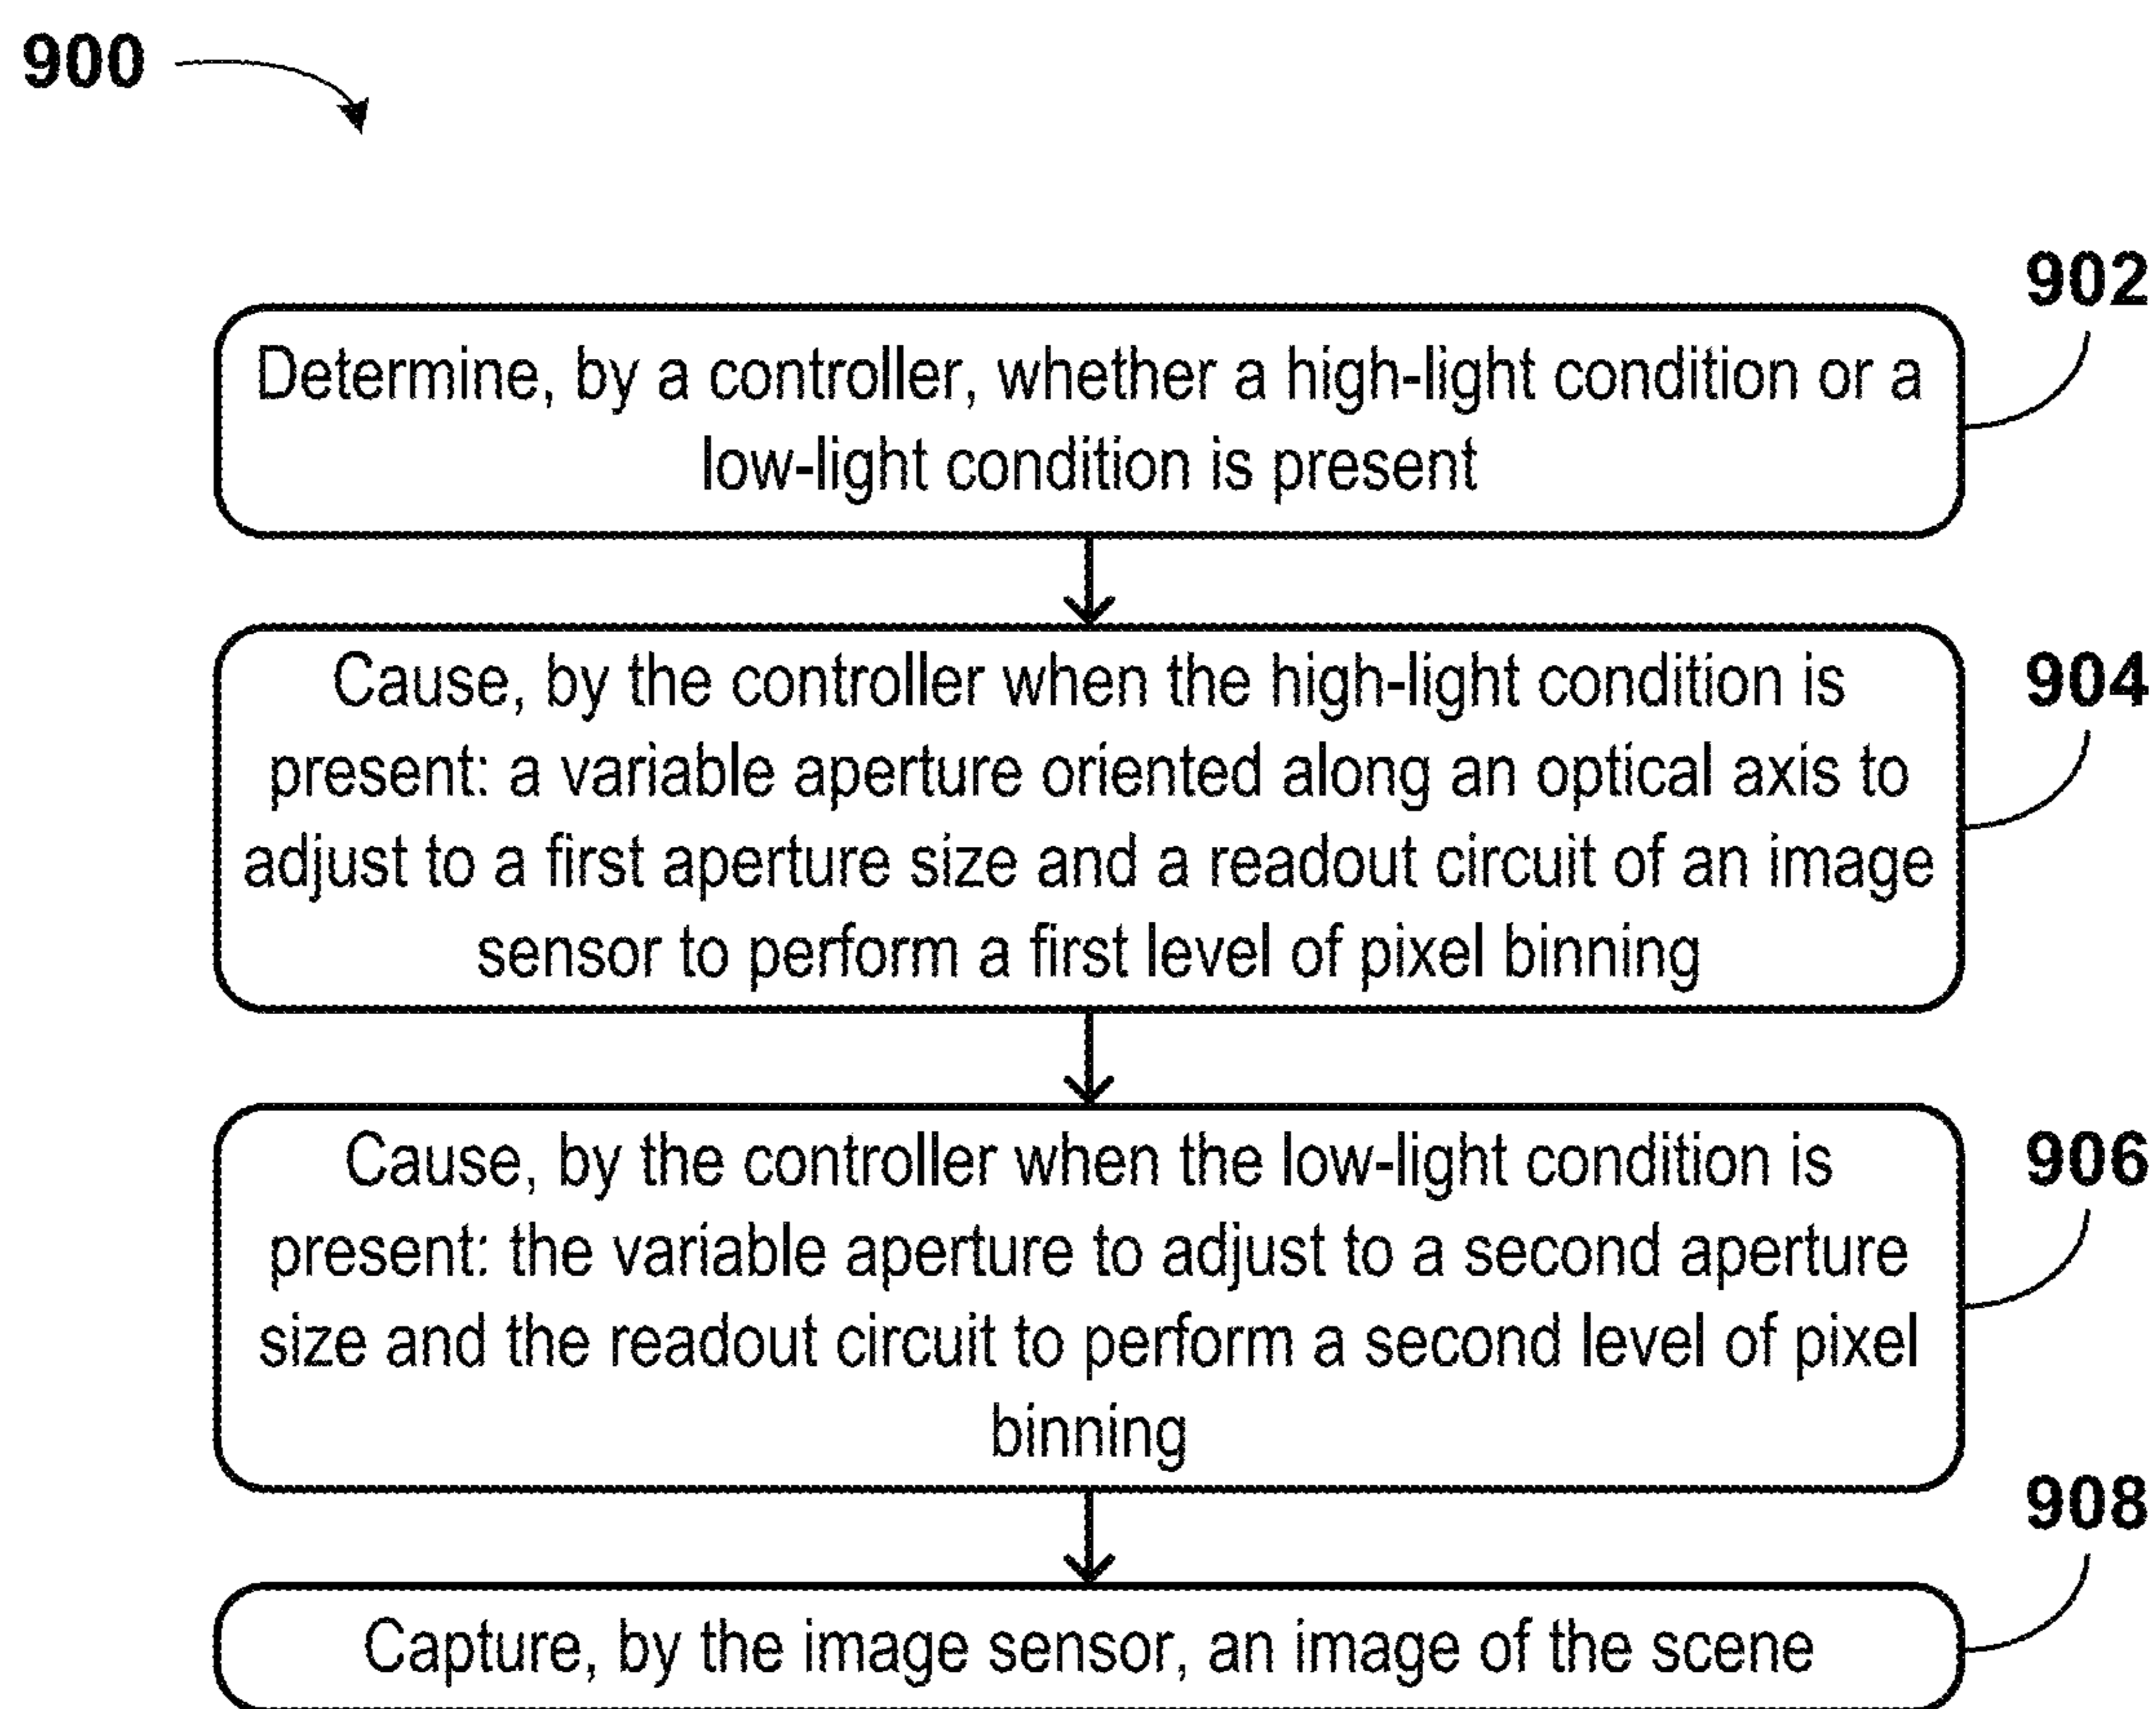 900
902
Determine, by a controller, whether a high-light condition or a
low-light condition is present
904
Cause, by the controller when the high-light condition is
present: a variable aperture oriented along an optical axis to
adjust to a first aperture size and a readout circuit of an image
sensor to perform a first level of pixel binning
906
Cause, by the controller when the low-light condition is
present: the variable aperture to adjust to a second aperture
size and the readout circuit to perform a second level of pixel
binning
908
Capture, by the image sensor, an image of the scene